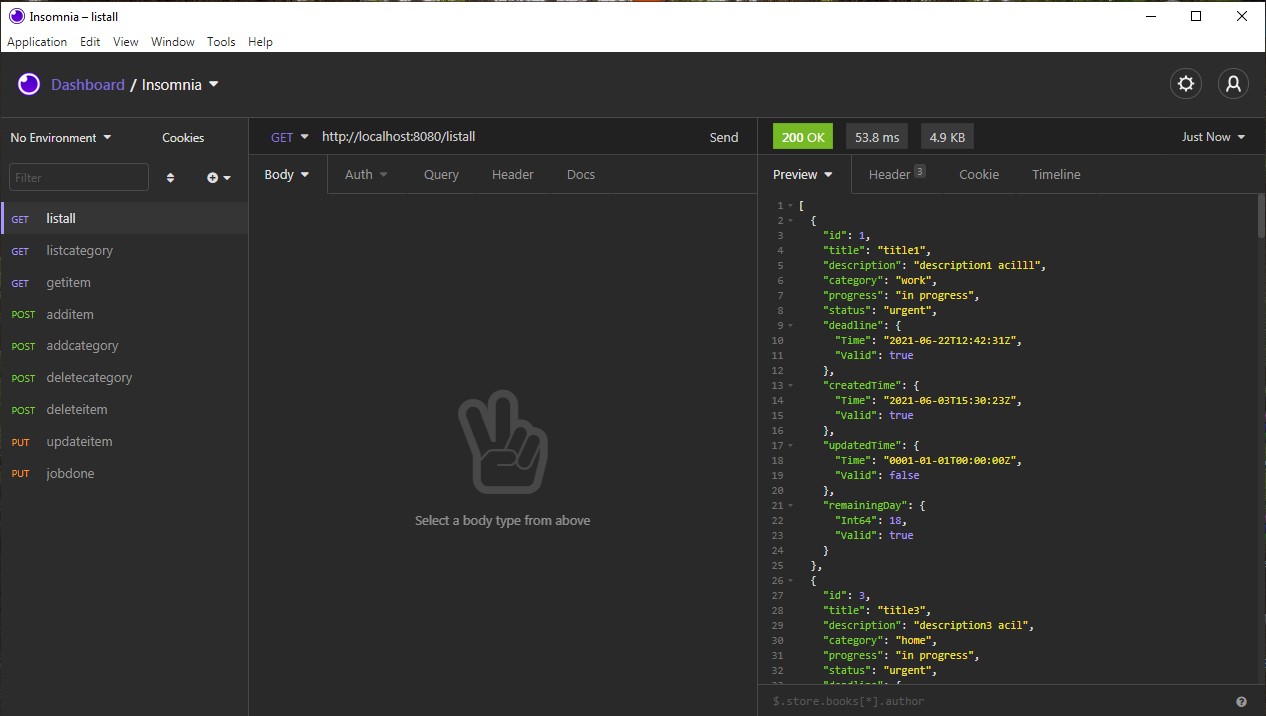 Insomnia – listall
Application Edit View Window Tools Help
Dashboard / Insomnia
No Environment Cookies
Filter
GET listall
GET listcategory
GET getitem
POST additem
POST addcategory
POST deletecategory
POST deleteitem
PUT updateitem
PUT jobdone
GET http://localhost:8080/listall Send
Body Auth Query Header Docs
Select a body type from above
200 OK 53.8 ms 4.9 KB Just Now
Preview Header 3 Cookie Timeline
1 [
2 {
3 "id": 1,
4 "title": "title1",
5 "description": "description1 acilll",
6 "category": "work",
7 "progress": "in progress",
8 "status": "urgent",
9 "deadline": {
10 "Time": "2021-06-22T12:42:31Z",
11 "Valid": true
12 },
13 "createdTime": {
14 "Time": "2021-06-03T15:30:23Z",
15 "Valid": true
16 },
17 "updatedTime": {
18 "Time": "0001-01-01T00:00:00Z",
19 "Valid": false
20 },
21 "remainingDay": {
22 "Int64": 18,
23 "Valid": true
24 }
25 },
26 {
27 "id": 3,
28 "title": "title3",
29 "description": "description3 acil",
30 "category": "home",
31 "progress": "in progress",
32 "status": "urgent",
33 "deadline": {
$.store.books[*].author